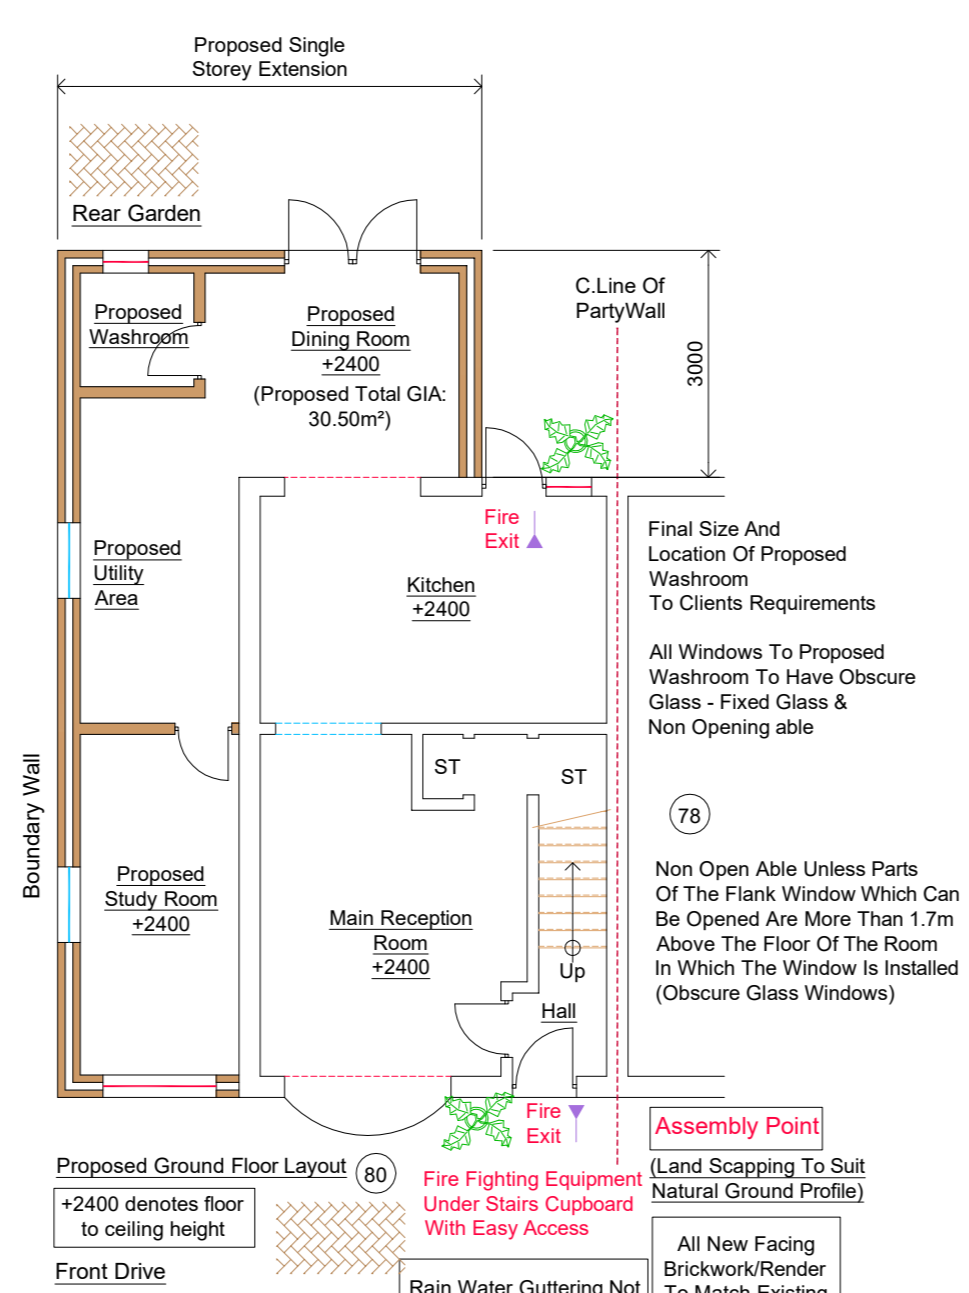 Proposed Single
Storey Extension
Rear Garden
Proposed
Washroom
Proposed
Dining Room
+2400
(Proposed Total GIA:
30.50m²)
C.Line Of
PartyWall
3000
Fire
Exit
Proposed
Utility
Area
Kitchen
+2400
Final Size And
Location Of Proposed
Washroom
To Clients Requirements
All Windows To Proposed
Washroom To Have Obscure
Glass - Fixed Glass &
Non Opening able
Boundary Wall
ST
ST
78
Proposed
Study Room
+2400
Main Reception
Room
+2400
Up
Hall
Non Open Able Unless Parts
Of The Flank Window Which Can
Be Opened Are More Than 1.7m
Above The Floor Of The Room
In Which The Window Is Installed
(Obscure Glass Windows)
Fire
Exit
Assembly Point
(Land Scapping To Suit
Natural Ground Profile)
Proposed Ground Floor Layout
80
+2400 denotes floor
to ceiling height
Front Drive
Fire Fighting Equipment
Under Stairs Cupboard
With Easy Access
Rain Water Guttering Not
All New Facing
Brickwork/Render
To Match Existing